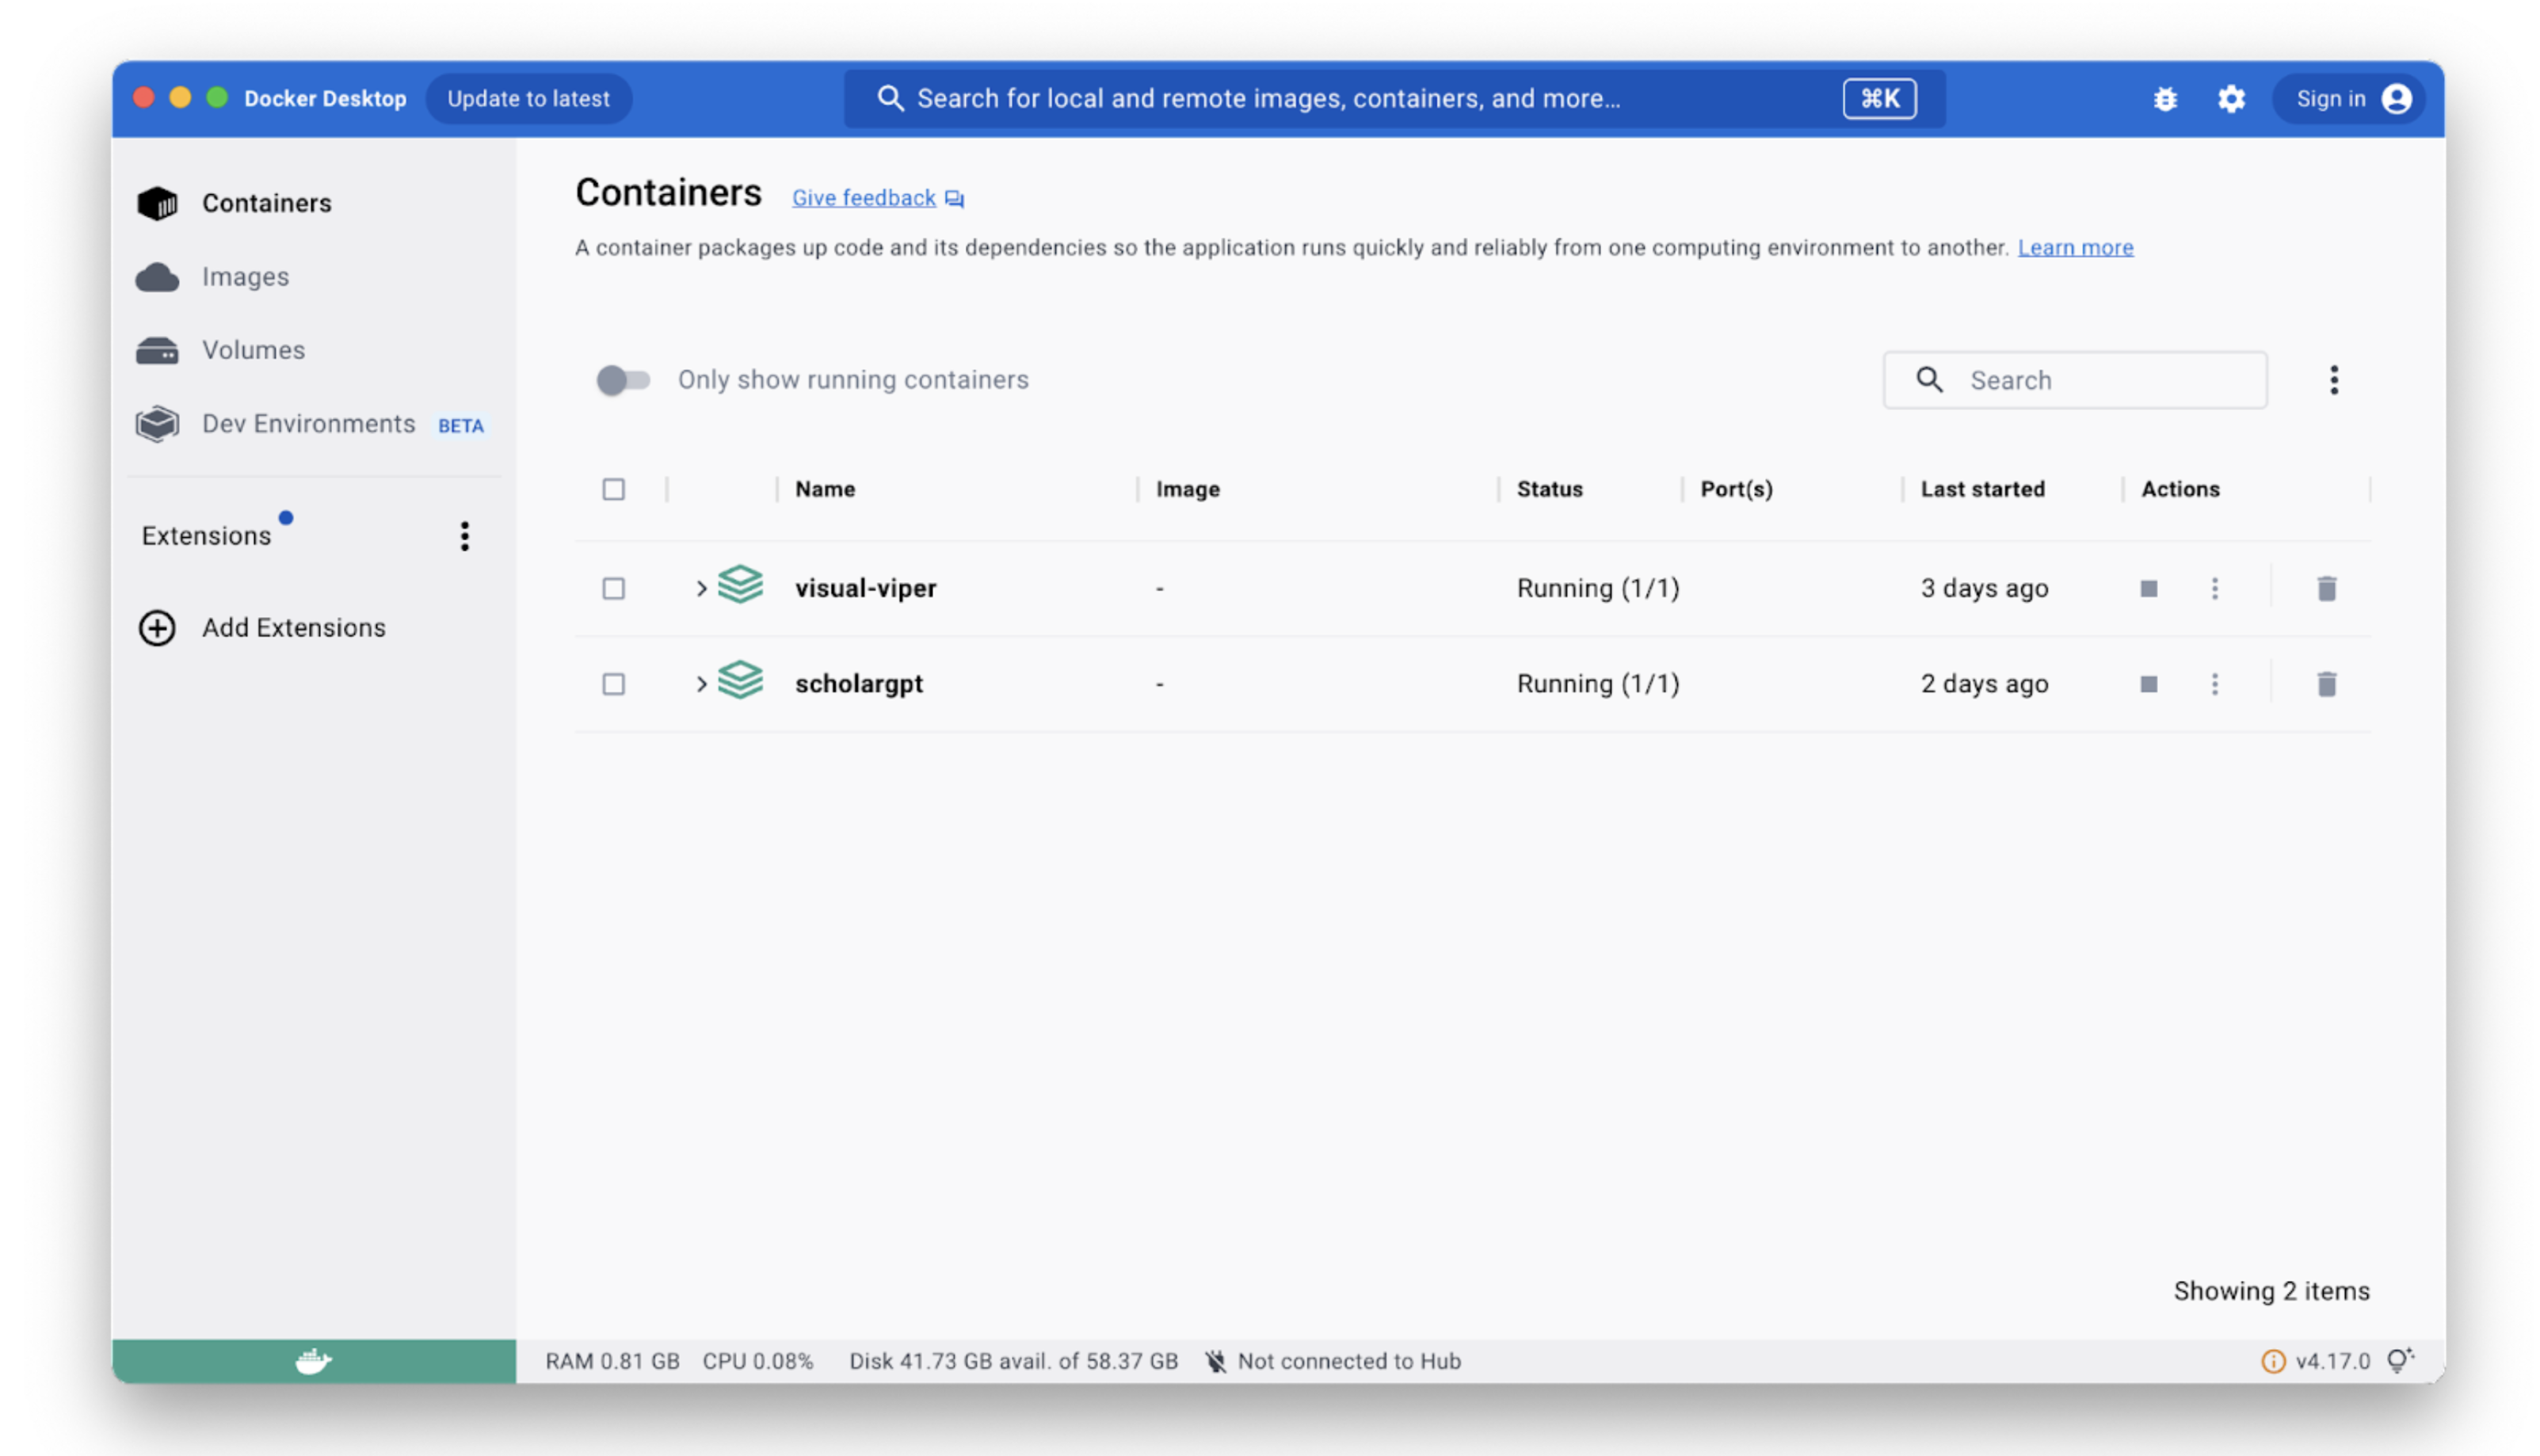 Docker Desktop Update to latest Search for local and remote images, containers, and more... ⌘K Sign in
Containers
Images
Volumes
Dev Environments BETA
Extensions
Add Extensions
Containers Give feedback
A container packages up code and its dependencies so the application runs quickly and reliably from one computing environment to another. Learn more
Only show running containers Search
Name Image Status Port(s) Last started Actions
visual-viper - Running (1/1) 3 days ago
scholargpt - Running (1/1) 2 days ago
Showing 2 items
RAM 0.81 GB CPU 0.08% Disk 41.73 GB avail. of 58.37 GB Not connected to Hub v4.17.0